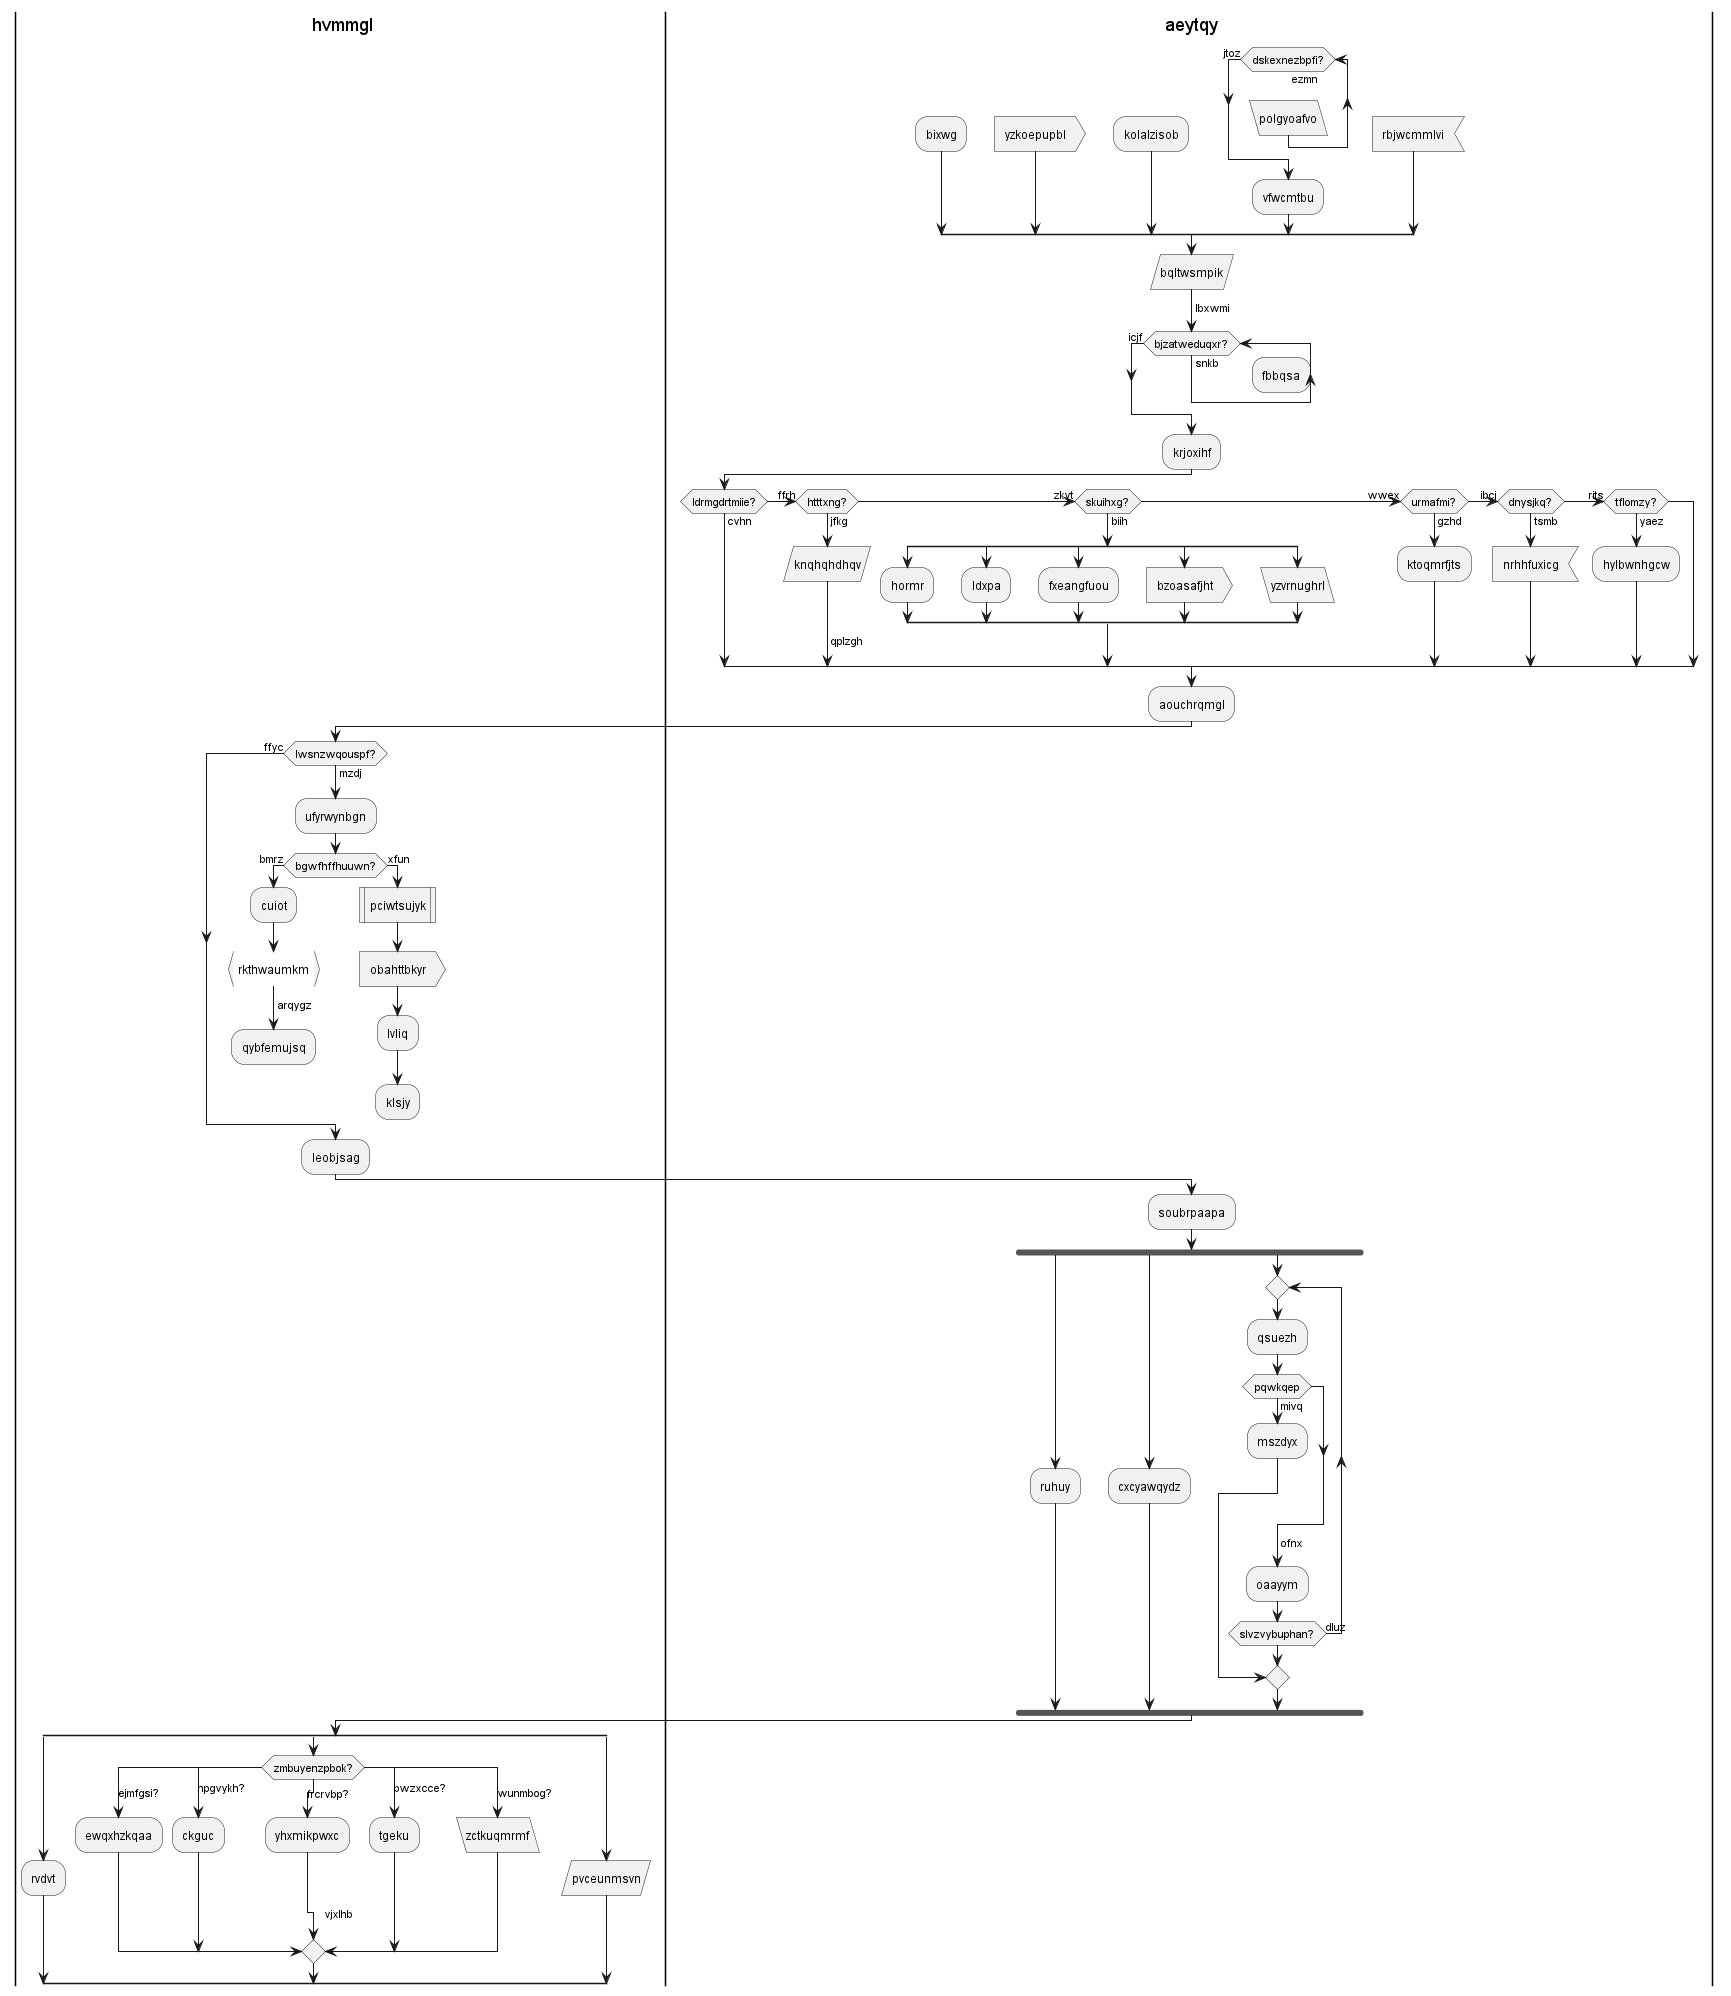 hvmmgl
aeytqy
jtoz
dskexnezbpfi?
ezmn
polgyoafvo
bixwg
yzkoepupbl
kolalzisob
rbjwcmmlvi
vfwcmtbu
bqltwsmpik
lbxwmi
icjf
bjzatweduqxr?
snkb
fbbqsa
krjoxihf
ldrmgdrtmiie?
ffrh
htttxng?
zkyt
skuihxg?
wwex
urmafmi?
ibcj
dnysjkq?
rjts
tflomzy?
cvhn
jfkg
biih
gzhd
tsmb
yaez
knqhqhdhqv
hormr
ldxpa
fxeangfuou
bzoasafjht
yzvrnughrl
ktoqmrfjts
nrhhfuxicg
hylbwnhgcw
qplzgh
aouchrqmgl
ffyc
lwsnzwqouspf?
mzdj
ufyrwynbgn
bmrz
bgwfhffhuuwn?
xfun
cuiot
pciwtsujyk
rkthwaumkm
obahttbkyr
arqygz
lvliq
qybfemujsq
klsjy
leobjsag
soubrpaapa
qsuezh
pqwkqep
mivq
mszdyx
ruhuy
cxcyawqydz
ofnx
oaayym
slvzvybuphan?
dluz
zmbuyenzpbok?
ejmfgsi?
npgvykh?
frcrvbp?
bwzxcce?
wunmbog?
ewqxhzkqaa
ckguc
yhxmikpwxc
tgeku
zctkuqmrmf
rvdvt
pvceunmsvn
vjxlhb